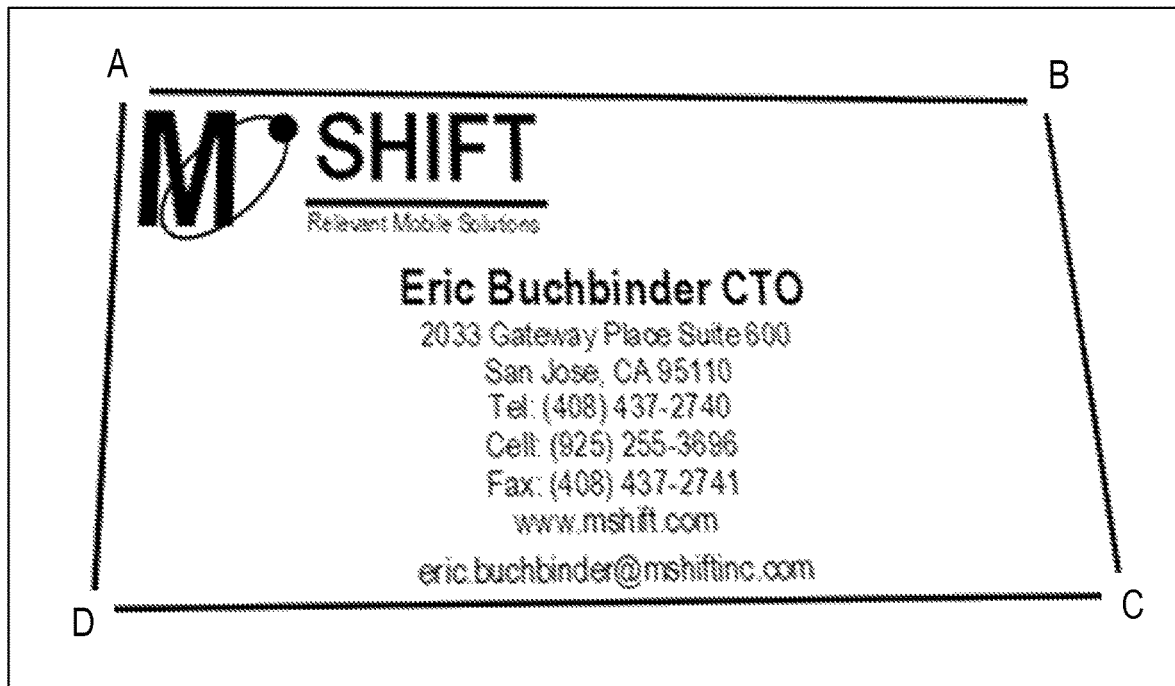 A
B
M SHIFT
Relevant Mobile Solutions
Eric Buchbinder CTO
2033 Gateway Place Suite 600
San Jose, CA 95110
Tel: (408) 437-2740
Cell: (925) 255-3696
Fax: (408) 437-2741
www.mshift.com
eric.buchbinder@mshiftinc.com
D
C